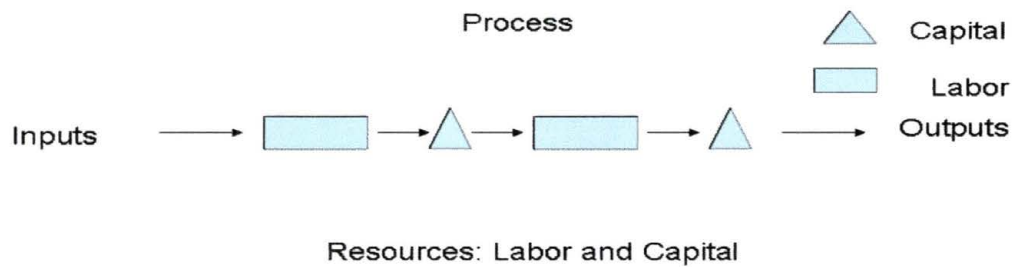 Process
Capital
Labor
Inputs
Outputs
Resources: Labor and Capital